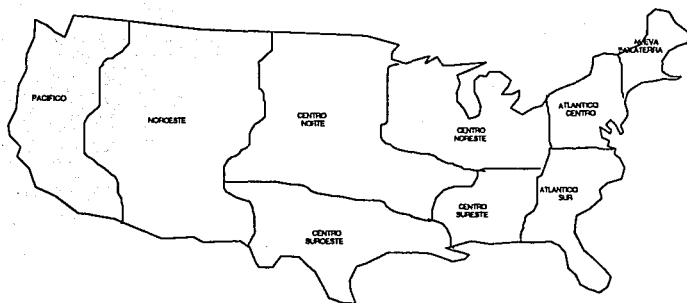 NUEVA
INGLATERRA
PACIFICO
ATLANTICO
CENTRO
NOROESTE
CENTRO
NORTE
CENTRO
NORESTE
ATLANTICO
SUR
CENTRO
SURESTE
CENTRO
SUROESTE